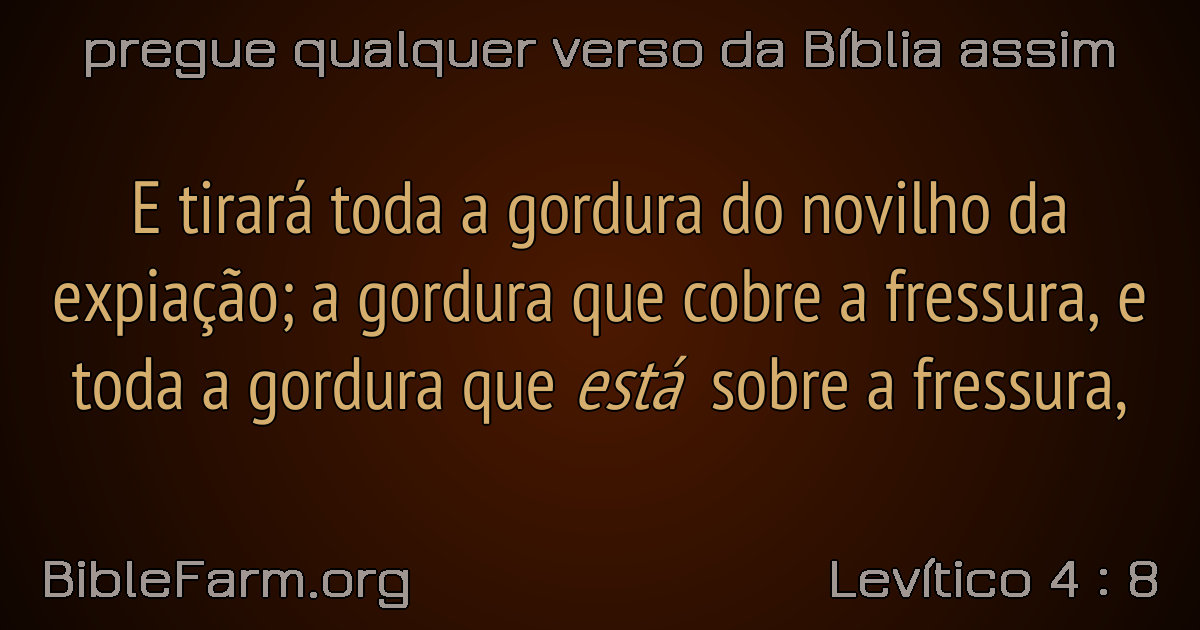 pregue qualquer verso da Bíblia assim
E tirará toda a gordura do novilho da
expiação; a gordura que cobre a fressura, e
toda a gordura que está sobre a fressura,
BibleFarm.org
Levítico 4 : 8